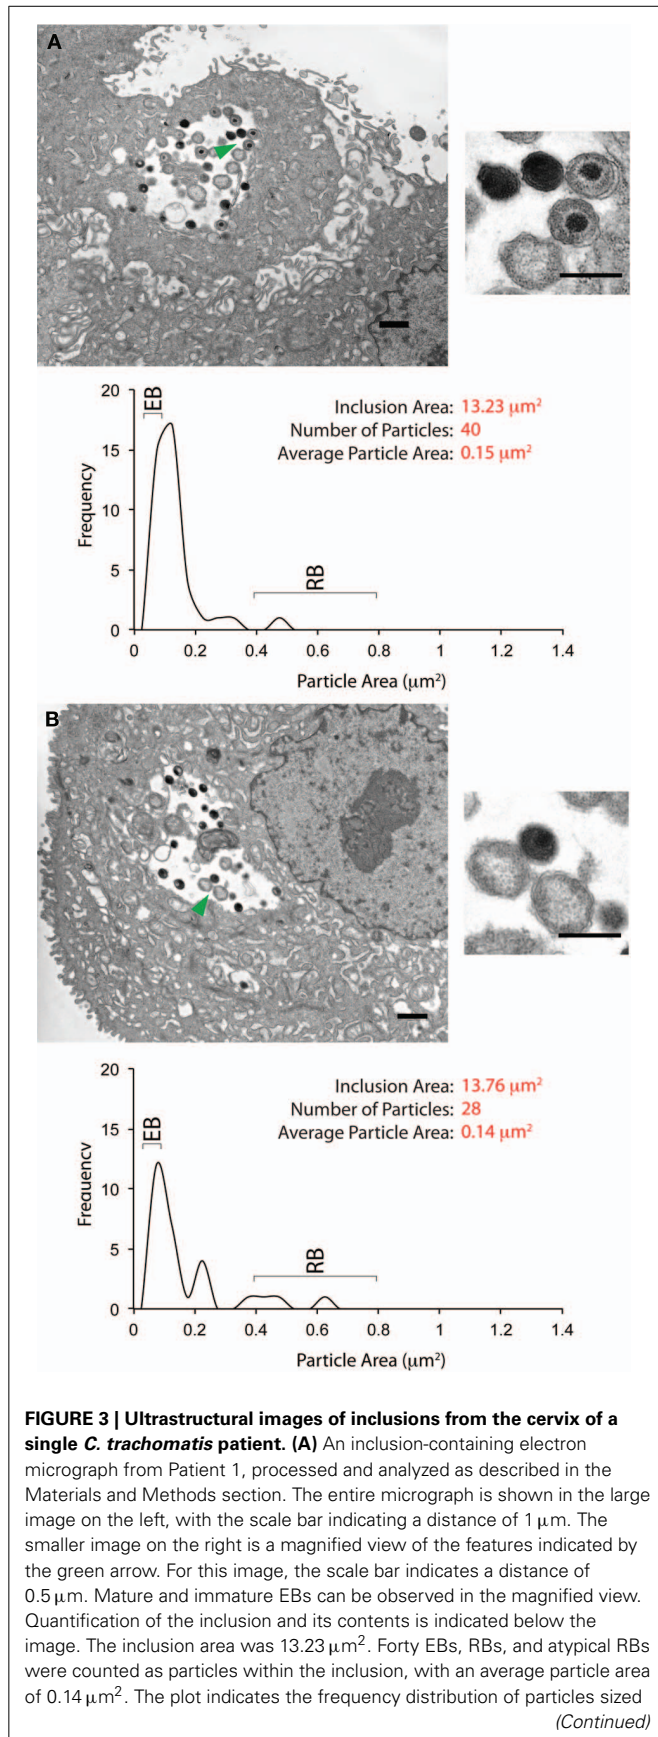 A
20
15
10
5
0
Frequency
EB
Inclusion Area: 13.23 μm²
Number of Particles: 40
Average Particle Area: 0.15 μm²
RB
0 0.2 0.4 0.6 0.8 1 1.2 1.4
Particle Area (μm²)
B
20
15
10
5
0
Frequency
EB
Inclusion Area: 13.76 μm²
Number of Particles: 28
Average Particle Area: 0.14 μm²
RB
0 0.2 0.4 0.6 0.8 1 1.2 1.4
Particle Area (μm²)
FIGURE 3 | Ultrastructural images of inclusions from the cervix of a
single C. trachomatis patient. (A) An inclusion-containing electron
micrograph from Patient 1, processed and analyzed as described in the
Materials and Methods section. The entire micrograph is shown in the large
image on the left, with the scale bar indicating a distance of 1 μm. The
smaller image on the right is a magnified view of the features indicated by
the green arrow. For this image, the scale bar indicates a distance of
0.5 μm. Mature and immature EBs can be observed in the magnified view.
Quantification of the inclusion and its contents is indicated below the
image. The inclusion area was 13.23 μm². Forty EBs, RBs, and atypical RBs
were counted as particles within the inclusion, with an average particle area
of 0.14 μm². The plot indicates the frequency distribution of particles sized
(Continued)